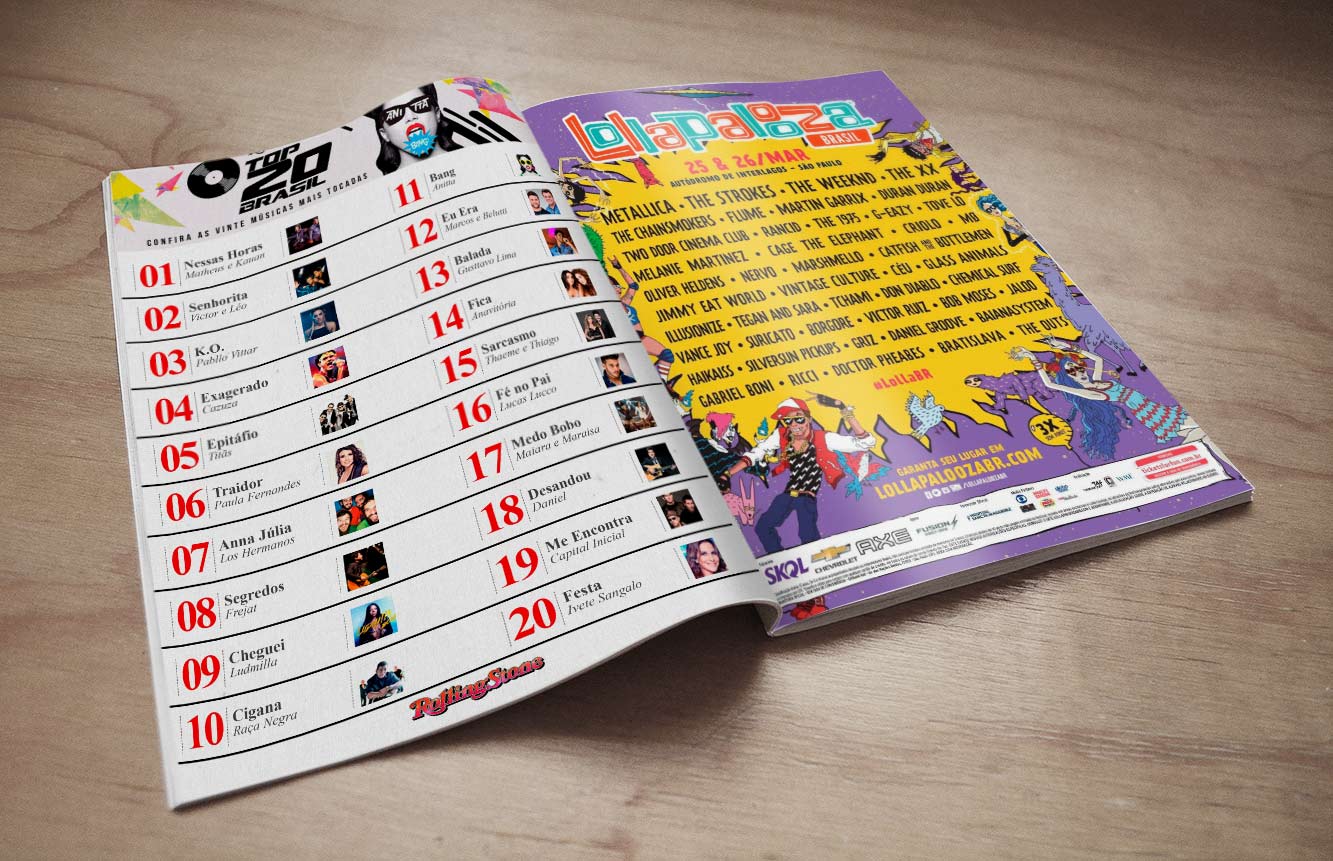 TOP
20
BRASIL
CONFIRA AS VINTE MÚSICAS MAIS TOCADAS
ANITTA
BANG
01 Nessas Horas
Matheus e Kauan
02 Senhorita
Victor e Léo
03 K.O.
Pabllo Vittar
04 Exagerado
Cazuza
05 Epitáfio
Titãs
06 Traidor
Paula Fernandes
07 Anna Júlia
Los Hermanos
08 Segredos
Frejat
09 Cheguei
Ludmilla
10 Cigana
Raça Negra
11 Bang
Anitta
12 Eu Era
Marcos e Belutti
13 Balada
Gusttavo Lima
14 Fica
Anavitória
15 Sarcasmo
Thaeme e Thiago
16 Fé no Pai
Lucas Lucco
17 Medo Bobo
Maiara e Maraisa
18 Desandou
Daniel
19 Me Encontra
Capital Inicial
20 Festa
Ivete Sangalo
RollingStone
Lollapalooza
BRASIL
25 & 26/MAR
AUTÓDROMO DE INTERLAGOS - SÃO PAULO
METALLICA • THE STROKES • THE WEEKND • THE XX
THE CHAINSMOKERS • FLUME • MARTIN GARRIX • DURAN DURAN
TWO DOOR CINEMA CLUB • RANCID • THE 1975 • G-EAZY • TOVE LO
MELANIE MARTINEZ • CAGE THE ELEPHANT • CRIOLO • MØ
OLIVER HELDENS • NERVO • MARSHMELLO • CATFISH AND THE BOTTLEMEN
JIMMY EAT WORLD • VINTAGE CULTURE • CÉU • GLASS ANIMALS
ILLUSIONIZE • TEGAN AND SARA • TCHAMI • DON DIABLO • CHEMICAL SURF
VANCE JOY • SURICATO • BORGORE • VICTOR RUIZ • BOB MOSES • JALOO
HAIKAISS • SILVERSUN PICKUPS • GRIZ • DANIEL GROOVE • BAIANASYSTEM
GABRIEL BONI • RICCI • DOCTOR PHEABES • BRATISLAVA • THE OUTS
#LOLLABR
3X
GARANTA SEU LUGAR EM
LOLLAPALOOZABR.COM
/LOLLAPALOOZABR
SKOL
CHEVROLET
AXE
FUSION
ticketsforfun.com.br